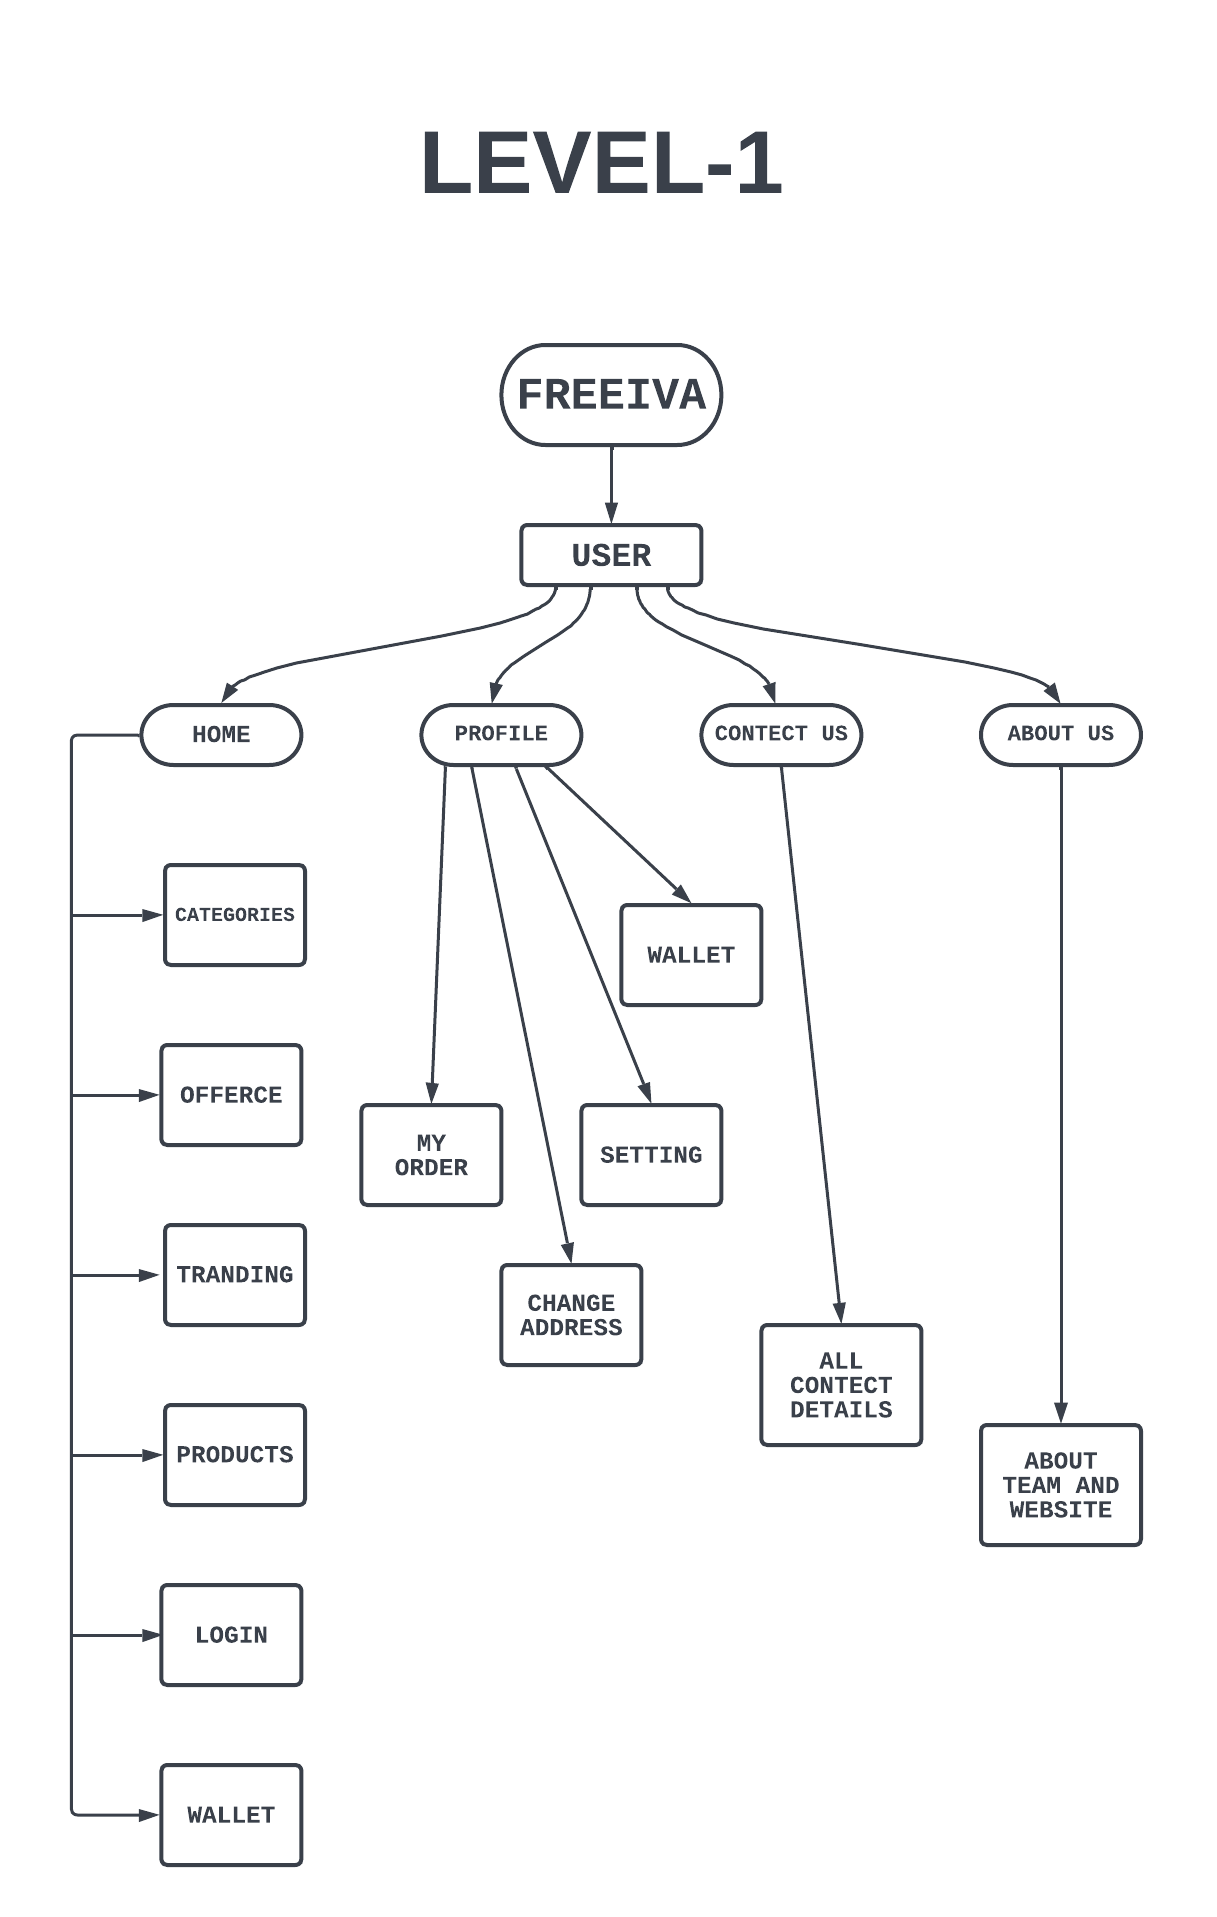 LEVEL-1
FREEIVA
USER
HOME
PROFILE
CONTECT US
ABOUT US
CATEGORIES
WALLET
OFFERCE
MY
ORDER
SETTING
TRANDING
CHANGE
ADDRESS
ALL
CONTECT
DETAILS
PRODUCTS
ABOUT
TEAM AND
WEBSITE
LOGIN
WALLET